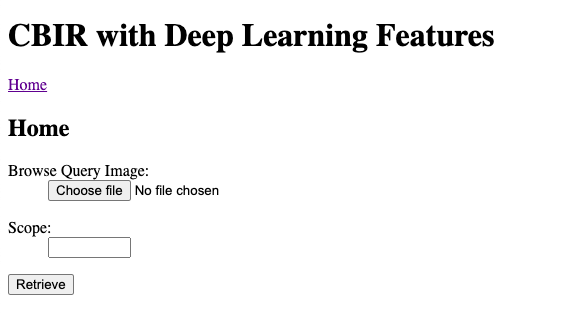 CBIR with Deep Learning Features
Home
Home
Browse Query Image:
Choose file No file chosen
Scope:
Retrieve